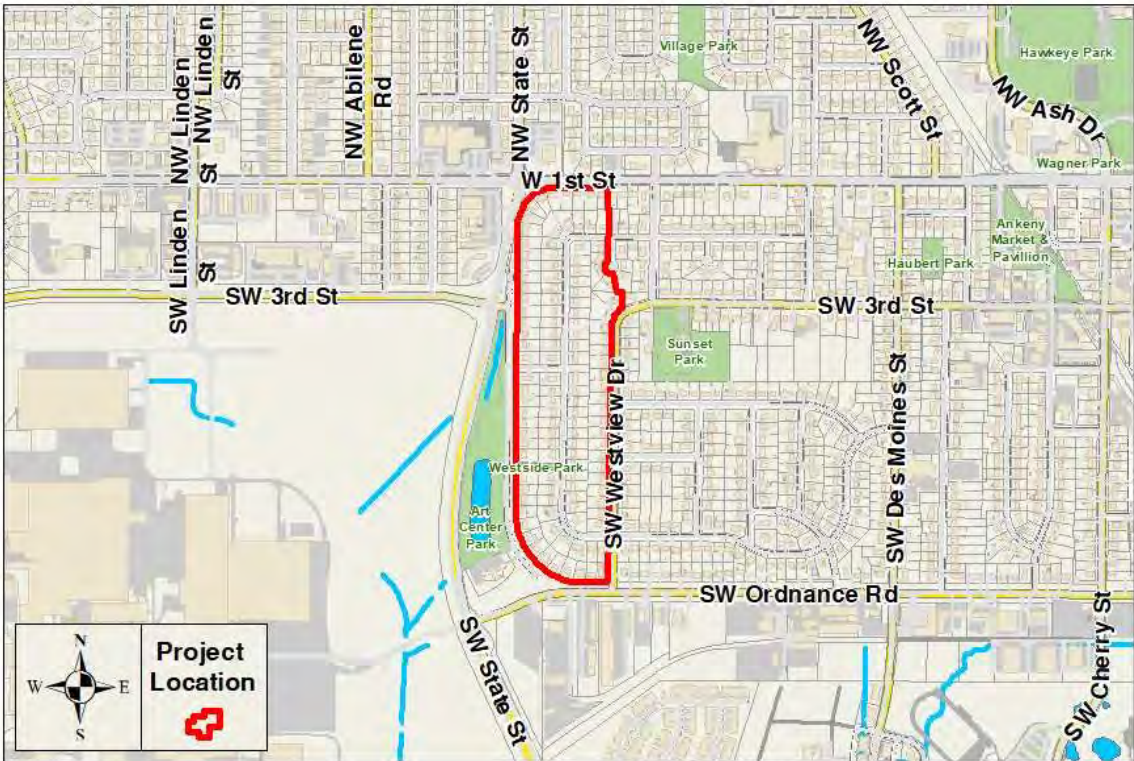 NW Linden
NW Linden
St
NW Abilene
Rd
NW State St
Village Park
NW Scott St
Hawkeye Park
NW Ash Dr
Wagner Park
W 1st St
SW Linden
St
Ankeny
Market &
Pavillion
Haubert Park
SW 3rd St
SW 3rd St
Sunset
Park
SW Westview Dr
SW Des Moines St
Westside Park
Art
Center
Park
SW Ordnance Rd
SW State St
SW Cherry St
N
W
E
S
Project
Location